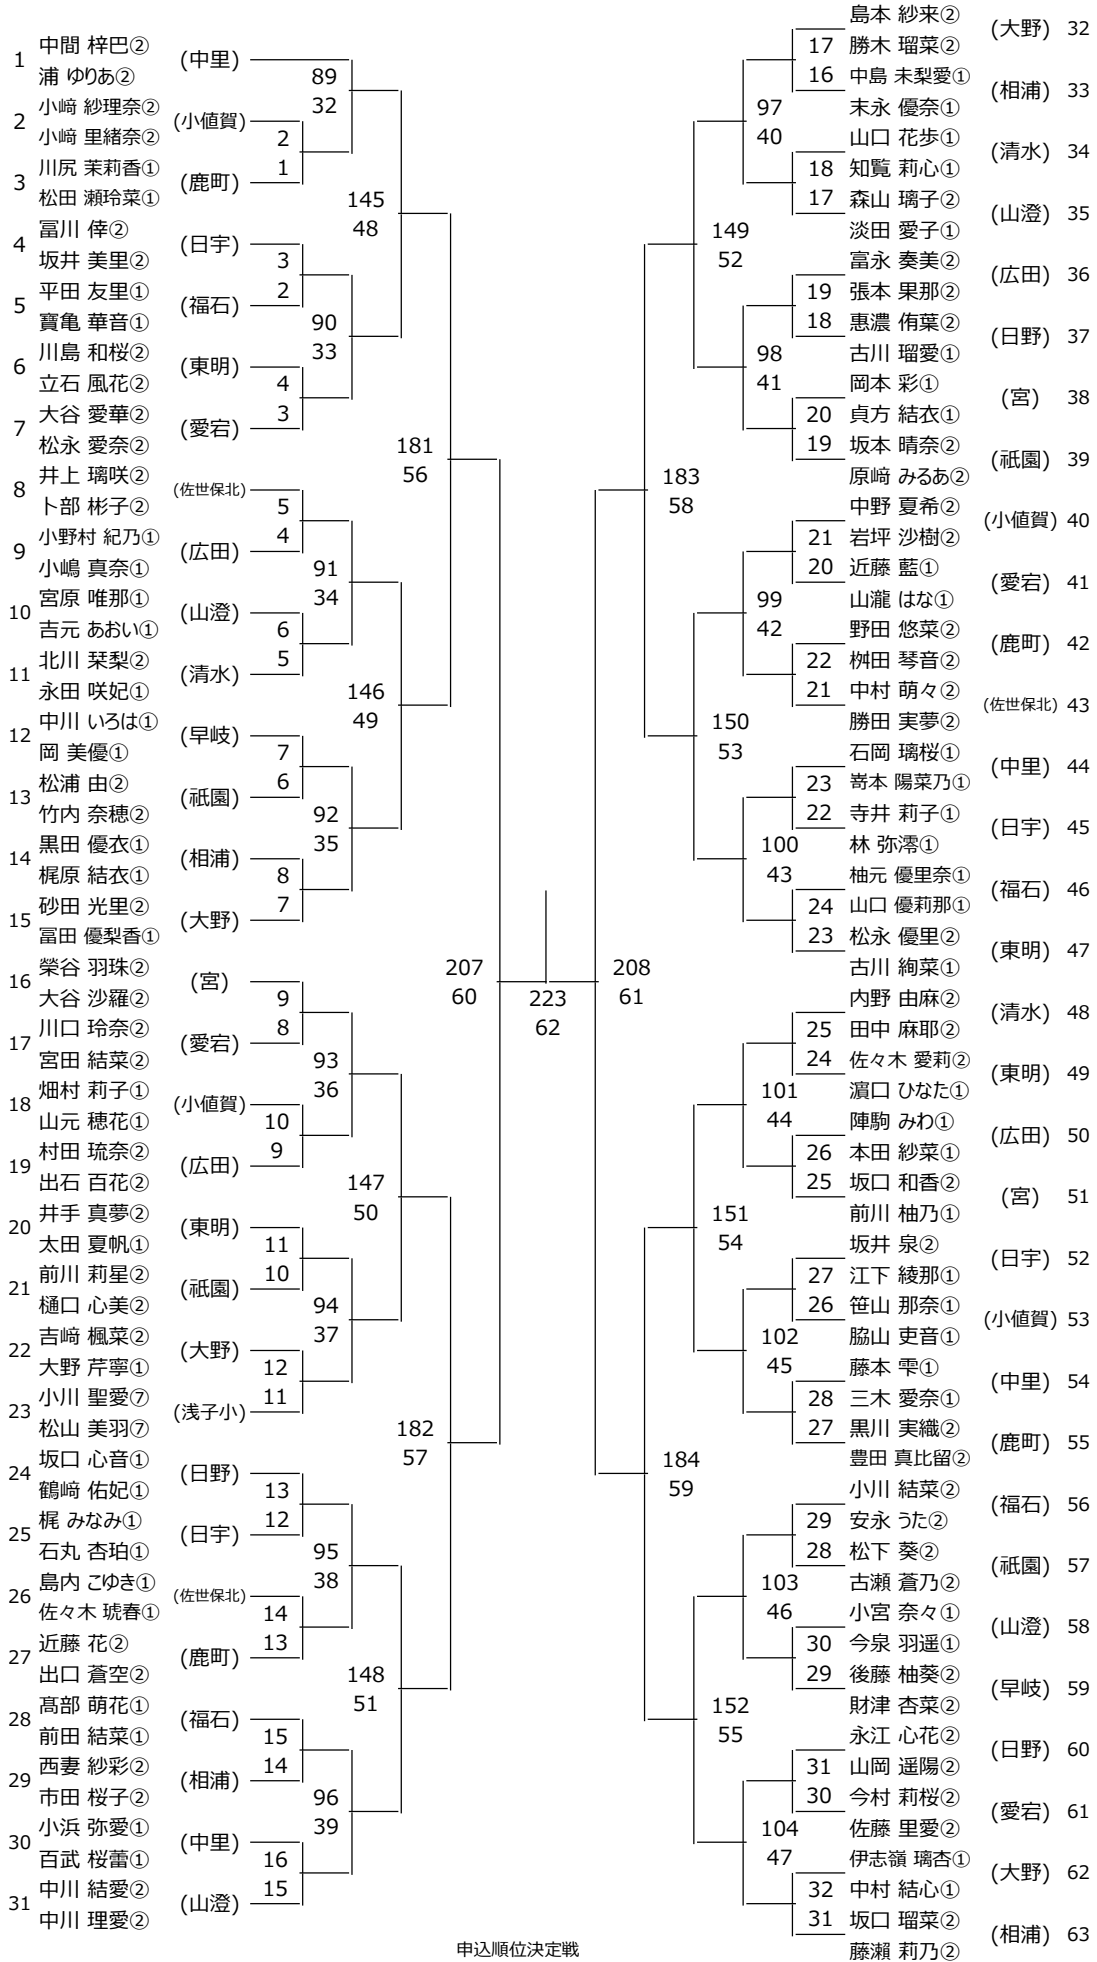 1 中間 梓巴② 浦 ゆりあ② (中里)
2 小﨑 紗理奈② 小﨑 里緒奈② (小値賀)
3 川尻 茉莉香① 松田 瀬玲菜① (鹿町)
4 冨川 倖② 坂井 美里② (日宇)
5 平田 友里① 寶亀 華音① (福石)
6 川島 和桜② 立石 風花② (東明)
7 大谷 愛華② 松永 愛奈② (愛宕)
8 井上 璃咲② 卜部 彬子② (佐世保北)
9 小野村 紀乃① 小嶋 真奈① (広田)
10 宮原 唯那① 吉元 あおい① (山澄)
11 北川 栞梨② 永田 咲妃① (清水)
12 中川 いろは① 岡 美優① (早岐)
13 松浦 由② 竹内 奈穂② (祇園)
14 黒田 優衣① 梶原 結衣① (相浦)
15 砂田 光里② 冨田 優梨香① (大野)
16 榮谷 羽珠② 大谷 沙羅② (宮)
17 川口 玲奈② 宮田 結菜② (愛宕)
18 畑村 莉子① 山元 穂花① (小値賀)
19 村田 琉奈② 出石 百花② (広田)
20 井手 真夢② 太田 夏帆① (東明)
21 前川 莉星② 樋口 心美② (祇園)
22 吉﨑 楓菜② 大野 芹寧① (大野)
23 小川 聖愛⑦ 松山 美羽⑦ (浅子小)
24 坂口 心音① 鶴﨑 佑妃① (日野)
25 梶 みなみ① 石丸 杏珀① (日宇)
26 島内 こゆき① 佐々木 琥春① (佐世保北)
27 近藤 花② 出口 蒼空② (鹿町)
28 髙部 萌花① 前田 結菜① (福石)
29 西妻 紗彩② 市田 桜子② (相浦)
30 小浜 弥愛① 百武 桜蕾① (中里)
31 中川 結愛② 中川 理愛② (山澄)
2 1
3 2
4 3
5 4
6 5
7 6
8 7
9 8
10 9
11 10
12 11
13 12
14 13
15 14
16 15
89 32
90 33
91 34
92 35
93 36
94 37
95 38
96 39
145 48
146 49
147 50
148 51
181 56
182 57
207 60
223 62
208 61
183 58
184 59
149 52
150 53
151 54
152 55
97 40
98 41
99 42
100 43
101 44
102 45
103 46
104 47
17 16
18 17
19 18
20 19
21 20
22 21
23 22
24 23
25 24
26 25
27 26
28 27
29 28
30 29
31 30
32 31
島本 紗来② 勝木 瑠菜② (大野) 32
中島 未梨愛① 末永 優奈① (相浦) 33
山口 花歩① 知覧 莉心① (清水) 34
森山 璃子② 淡田 愛子① (山澄) 35
富永 奏美② 張本 果那② (広田) 36
惠濃 侑葉② 古川 瑠愛① (日野) 37
岡本 彩① 貞方 結衣① (宮) 38
坂本 晴奈② 原﨑 みるあ② (祇園) 39
中野 夏希② 岩坪 沙樹② (小値賀) 40
近藤 藍① 山瀧 はな① (愛宕) 41
野田 悠菜② 桝田 琴音② (鹿町) 42
中村 萌々② 勝田 実夢② (佐世保北) 43
石岡 璃桜① 嵜本 陽菜乃① (中里) 44
寺井 莉子① 林 弥澪① (日宇) 45
柚元 優里奈① 山口 優莉那① (福石) 46
松永 優里② 古川 絢菜① (東明) 47
内野 由麻② 田中 麻耶② (清水) 48
佐々木 愛莉② 濵口 ひなた① (東明) 49
陣駒 みわ① 本田 紗菜① (広田) 50
坂口 和香② 前川 柚乃① (宮) 51
坂井 泉② 江下 綾那① (日宇) 52
笹山 那奈① 脇山 吏音① (小値賀) 53
藤本 雫① 三木 愛奈① (中里) 54
黒川 実織② 豊田 真比留② (鹿町) 55
小川 結菜② 安永 うた② (福石) 56
松下 葵② 古瀬 蒼乃② (祇園) 57
小宮 奈々① 今泉 羽遥① (山澄) 58
後藤 柚葵② 財津 杏菜② (早岐) 59
永江 心花② 山岡 遥陽② (日野) 60
今村 莉桜② 佐藤 里愛② (愛宕) 61
伊志嶺 璃杏① 中村 結心① (大野) 62
坂口 瑠菜② 藤瀬 莉乃② (相浦) 63
申込順位決定戦